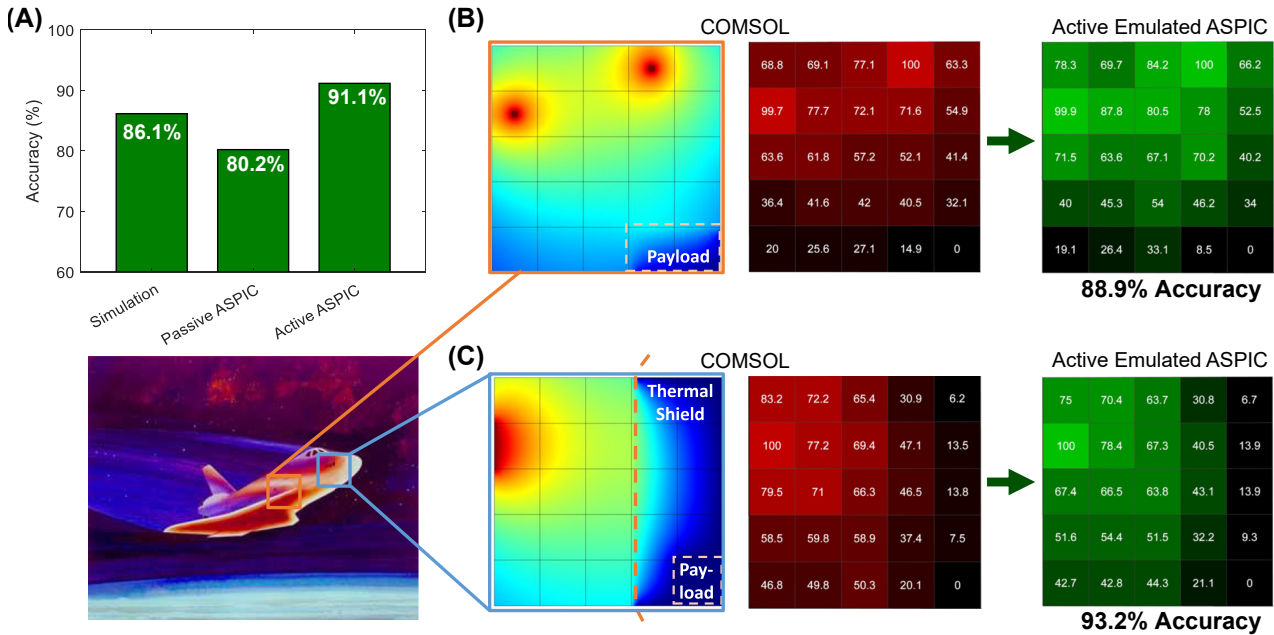 (A)
100
90
80
70
60
Accuracy (%)
86.1%
80.2%
91.1%
Simulation
Passive ASPIC
Active ASPIC
(B)
COMSOL
Active Emulated ASPIC
Payload
68.8 69.1 77.1 100 63.3
99.7 77.7 72.1 71.6 54.9
63.6 61.8 57.2 52.1 41.4
36.4 41.6 42 40.5 32.1
20 25.6 27.1 14.9 0
78.3 69.7 84.2 100 66.2
99.9 87.8 80.5 78 52.5
71.5 63.6 67.1 70.2 40.2
40 45.3 54 46.2 34
19.1 26.4 33.1 8.5 0
88.9% Accuracy
(C)
COMSOL
Active Emulated ASPIC
Thermal
Shield
Pay-
load
83.2 72.2 65.4 30.9 6.2
100 77.2 69.4 47.1 13.5
79.5 71 66.3 46.5 13.8
58.5 59.8 58.9 37.4 7.5
46.8 49.8 50.3 20.1 0
75 70.4 63.7 30.8 6.7
100 78.4 67.3 40.5 13.9
67.4 66.5 63.8 43.1 13.9
51.6 54.4 51.5 32.2 9.3
42.7 42.8 44.3 21.1 0
93.2% Accuracy